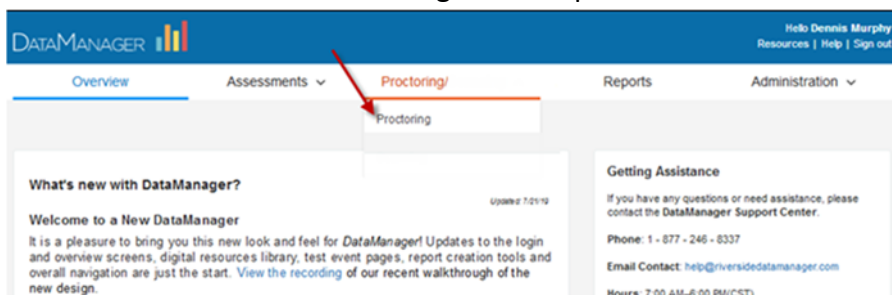 DATAMANAGER
Hello Dennis Murphy
Resources | Help | Sign out
Overview
Assessments
Proctoring/
Reports
Administration
Proctoring
What's new with DataManager?
Updated 7/21/19
Welcome to a New DataManager
It is a pleasure to bring you this new look and feel for DataManager! Updates to the login
and overview screens, digital resources library, test event pages, report creation tools and
overall navigation are just the start. View the recording of our recent walkthrough of the
new design.
Getting Assistance
If you have any questions or need assistance, please
contact the DataManager Support Center.
Phone: 1 - 877 - 246 - 8337
Email Contact: help@riversidedatamanager.com
Hours: 7:00 AM–6:00 PM(CST)